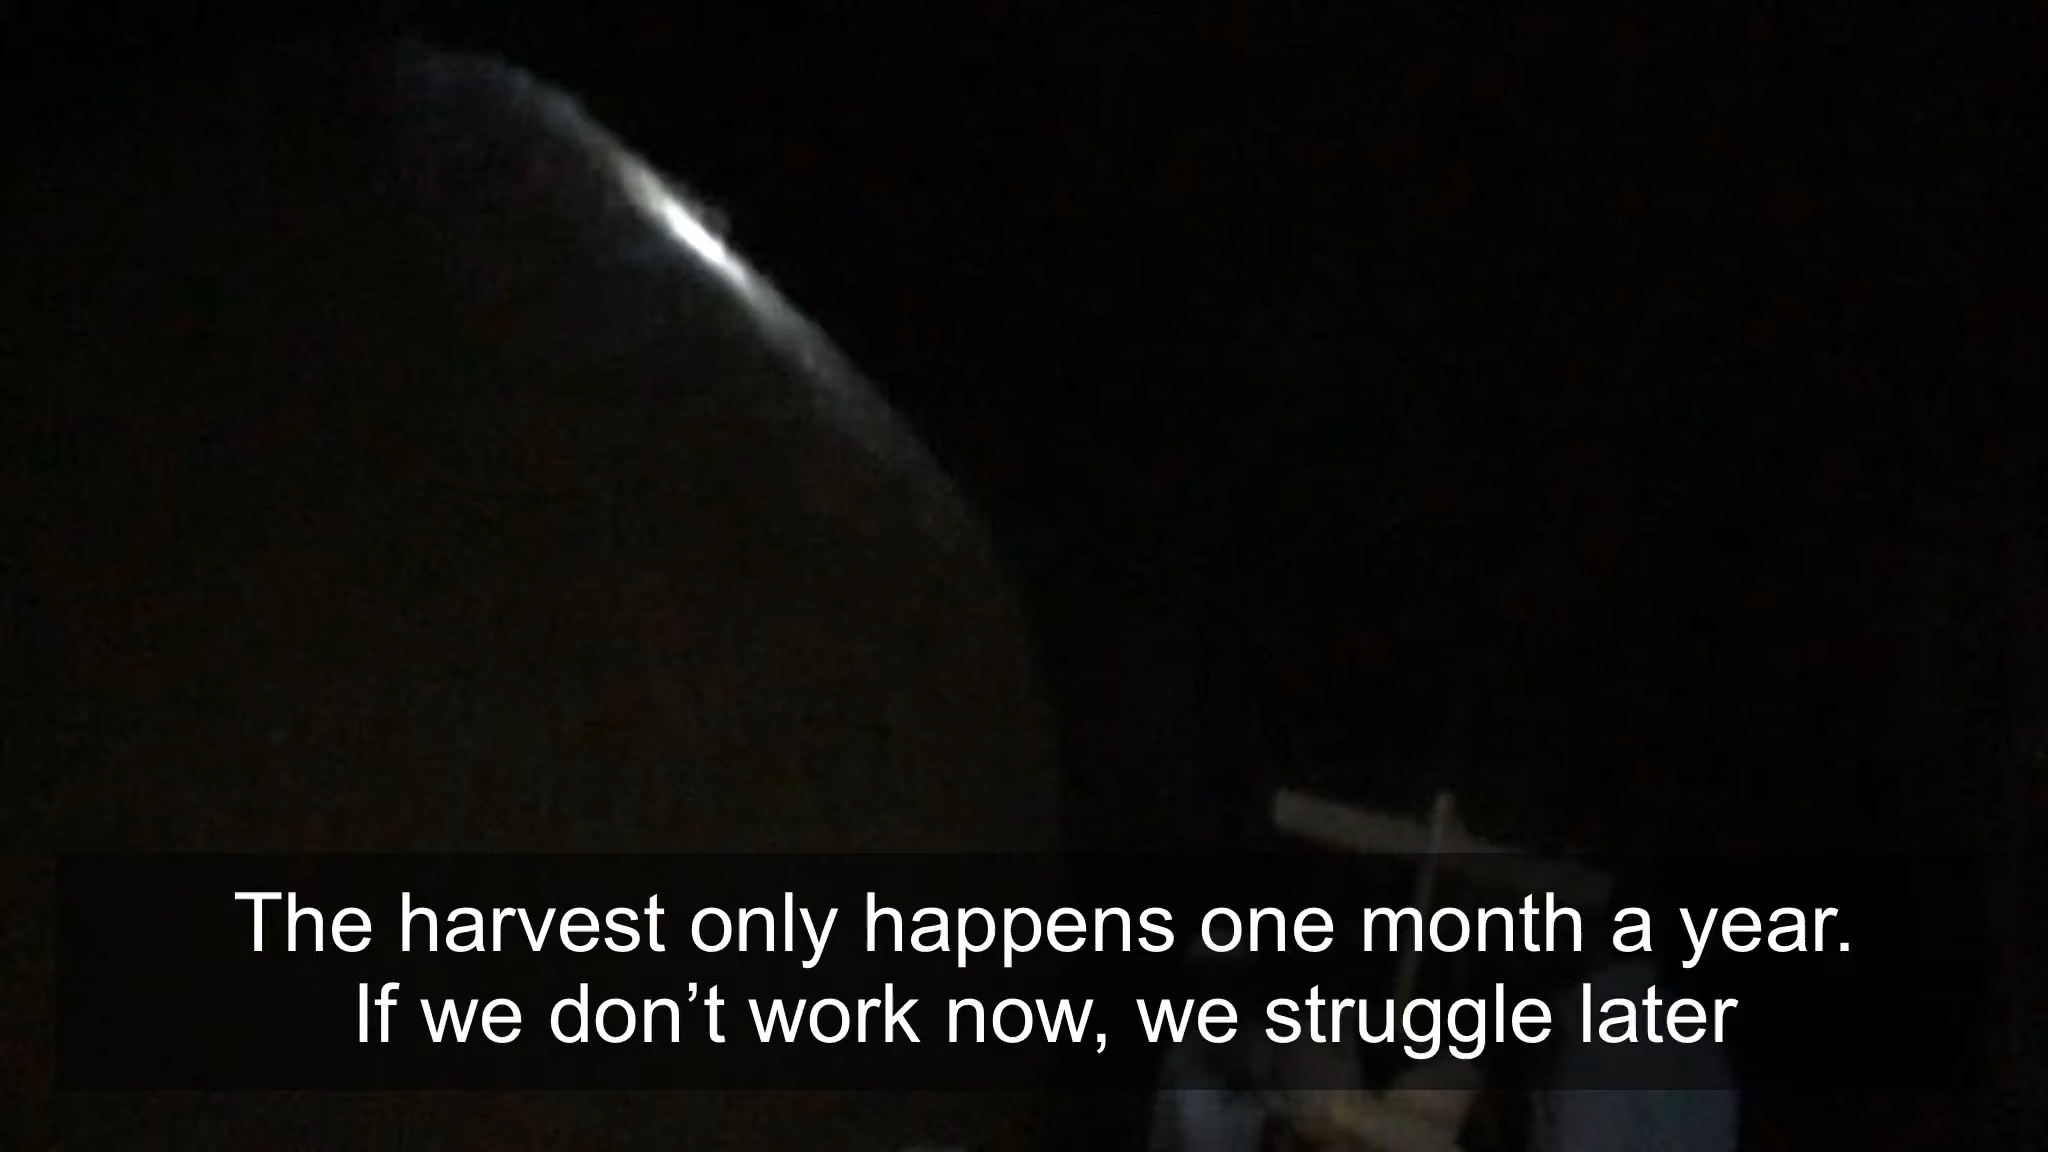 The harvest only happens one month a year.
If we don’t work now, we struggle later